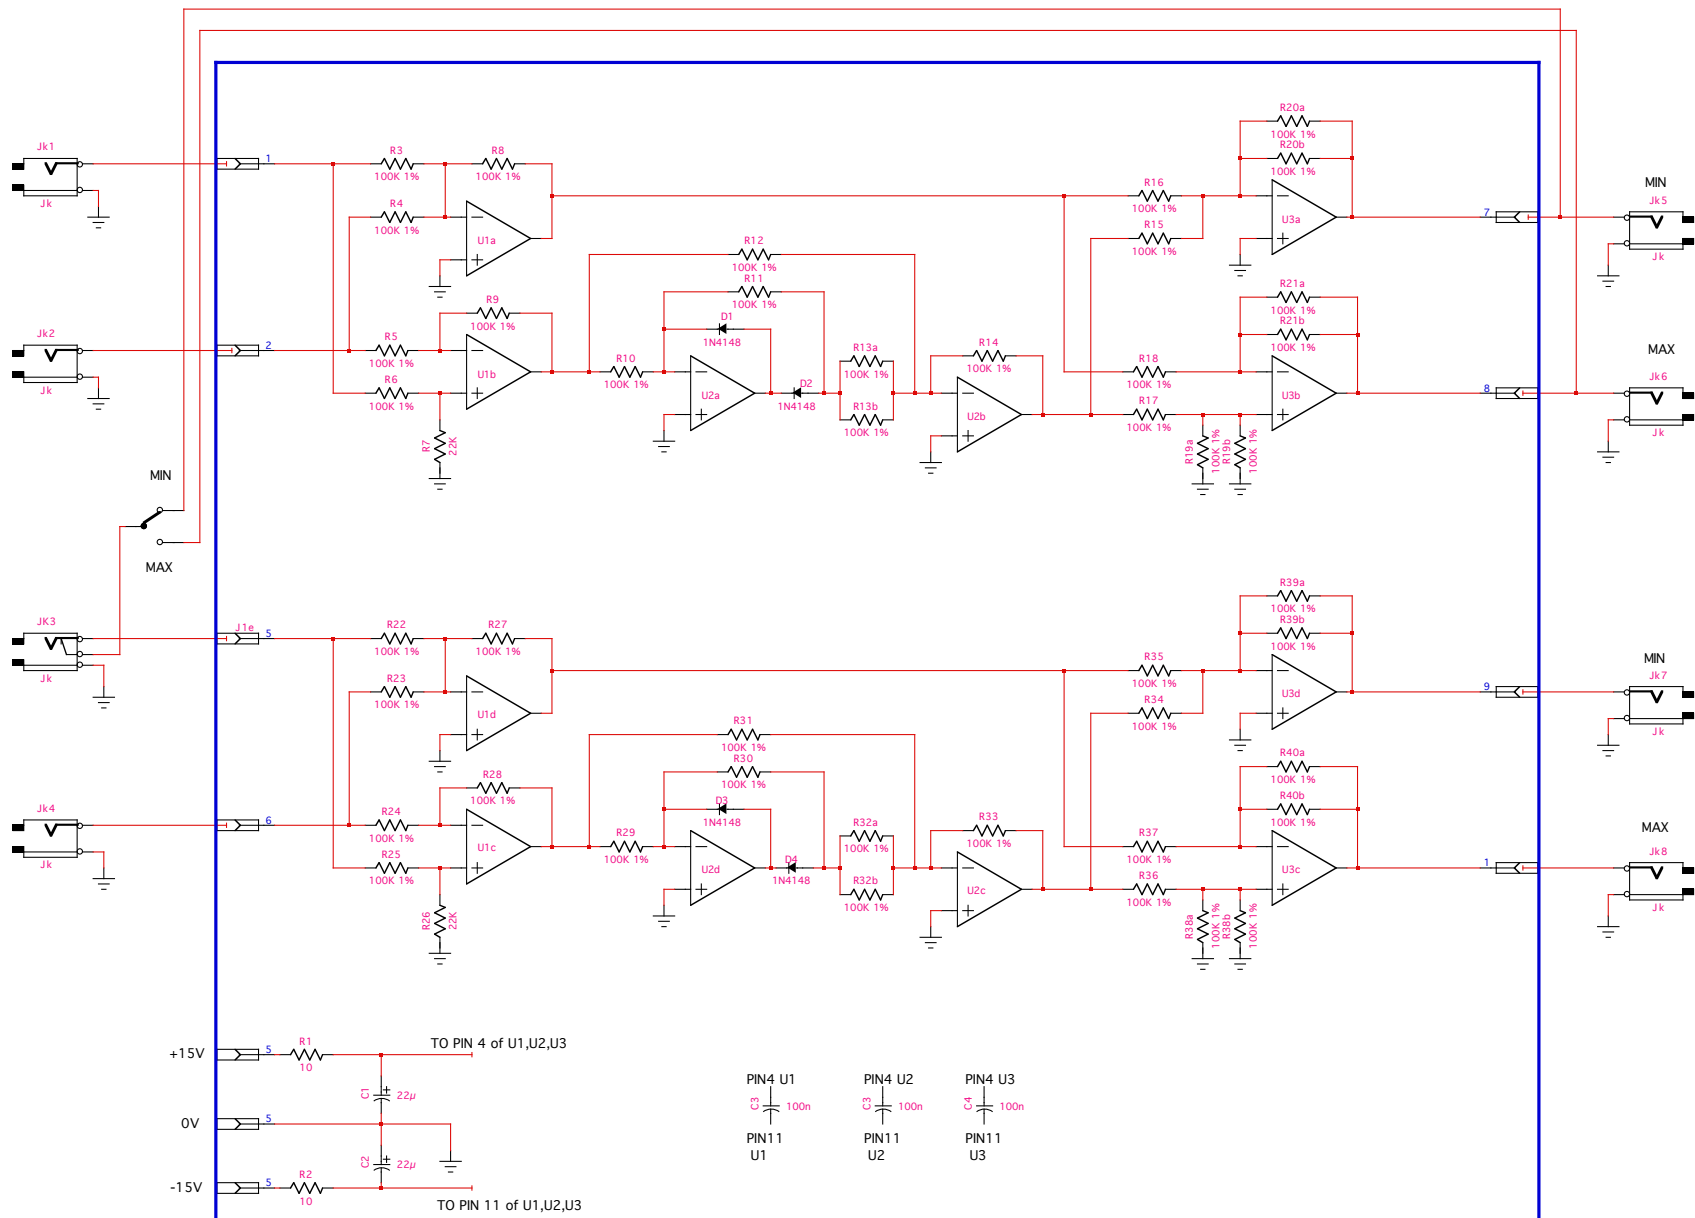 R20a
100K 1%
R20b
100K 1%
Jk1
Jk
1
R3
100K 1%
R8
100K 1%
R4
100K 1%
U1a
R16
100K 1%
R15
100K 1%
U3a
7
MIN
Jk5
Jk
R12
100K 1%
R11
100K 1%
D1
1N4148
R9
100K 1%
Jk2
Jk
2
R5
100K 1%
R6
100K 1%
U1b
R7
22K
R10
100K 1%
U2a
D2
1N4148
R13a
100K 1%
R13b
100K 1%
R14
100K 1%
U2b
R21a
100K 1%
R21b
100K 1%
R18
100K 1%
R17
100K 1%
U3b
R19a
100K 1%
R19b
100K 1%
8
MAX
Jk6
Jk
MIN
MAX
R39a
100K 1%
R39b
100K 1%
JK3
Jk
J1e
5
R22
100K 1%
R27
100K 1%
R23
100K 1%
U1d
R35
100K 1%
R34
100K 1%
U3d
9
MIN
Jk7
Jk
R31
100K 1%
R30
100K 1%
D3
1N4148
R28
100K 1%
Jk4
Jk
6
R24
100K 1%
R25
100K 1%
U1c
R26
22K
R29
100K 1%
U2d
D4
1N4148
R32a
100K 1%
R32b
100K 1%
R33
100K 1%
U2c
R40a
100K 1%
R40b
100K 1%
R37
100K 1%
R36
100K 1%
U3c
R38a
100K 1%
R38b
100K 1%
1
MAX
Jk8
Jk
+15V
5
R1
10
TO PIN 4 of U1,U2,U3
C1
22µ
0V
5
C2
22µ
-15V
5
R2
10
TO PIN 11 of U1,U2,U3
PIN4 U1
C3
100n
PIN11
U1
PIN4 U2
C3
100n
PIN11
U2
PIN4 U3
C4
100n
PIN11
U3